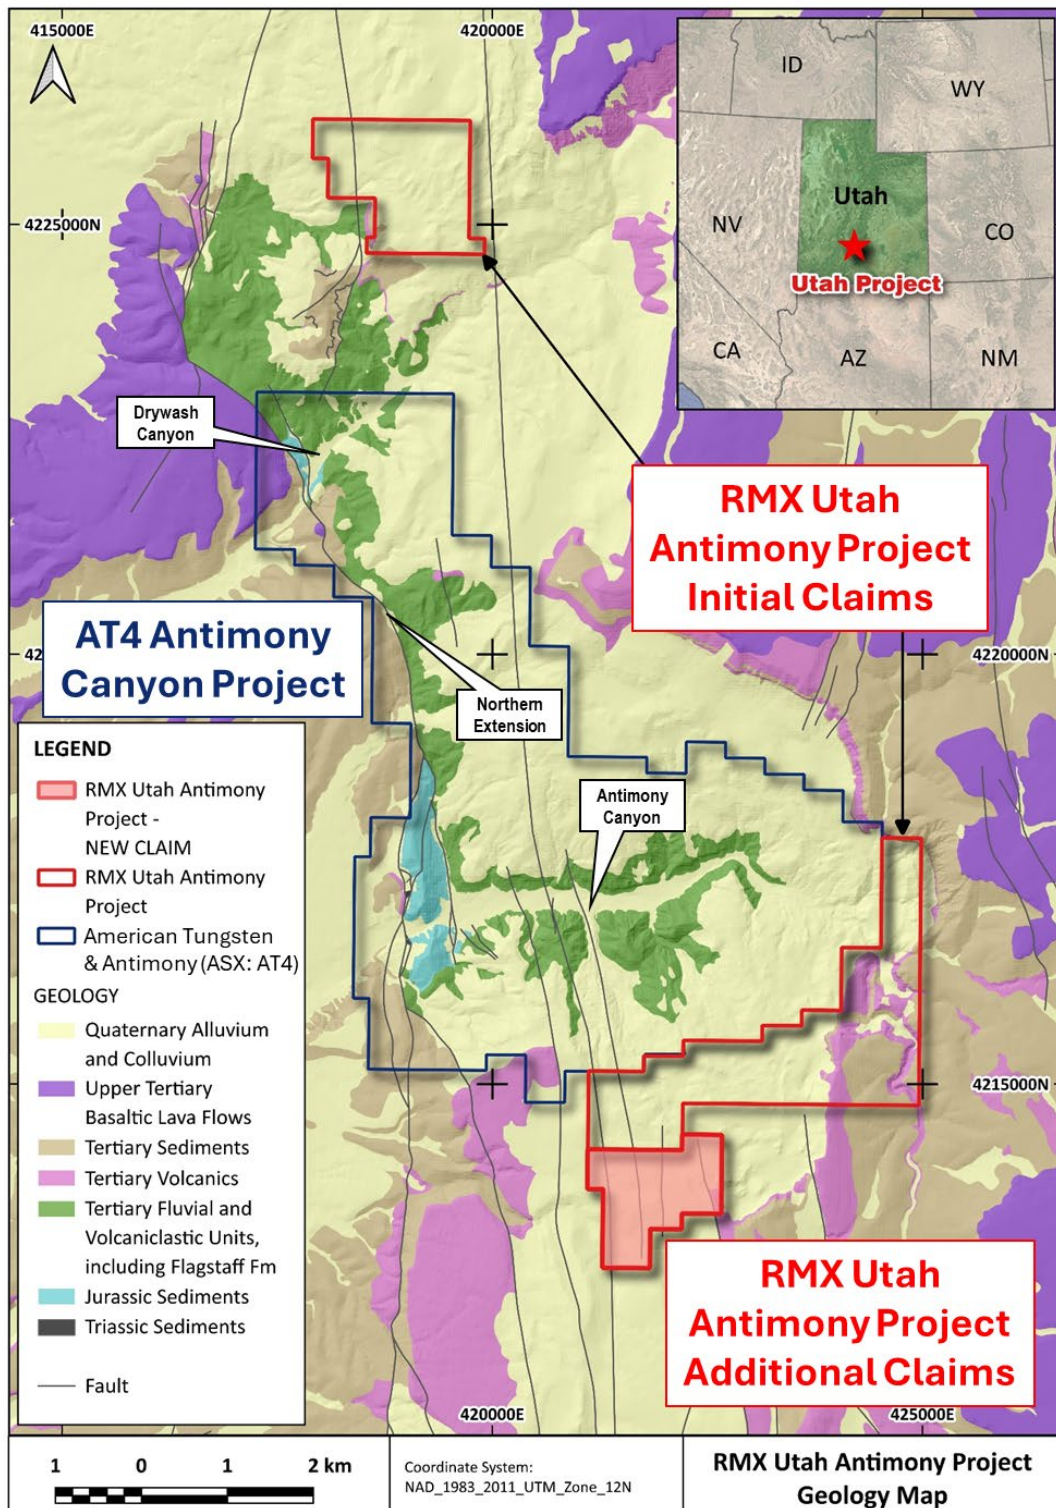 415000E
420000E
ID
WY
Utah
NV
CO
Utah Project
CA
AZ
NM
4225000N
Drywash
Canyon
RMX Utah
Antimony Project
Initial Claims
AT4 Antimony
Canyon Project
42
4220000N
Northern
Extension
Antimony
Canyon
LEGEND
RMX Utah Antimony
Project -
NEW CLAIM
RMX Utah Antimony
Project
American Tungsten
& Antimony (ASX: AT4)
GEOLOGY
Quaternary Alluvium
and Colluvium
Upper Tertiary
Basaltic Lava Flows
Tertiary Sediments
Tertiary Volcanics
Tertiary Fluvial and
Volcaniclastic Units,
including Flagstaff Fm
Jurassic Sediments
Triassic Sediments
Fault
4215000N
RMX Utah
Antimony Project
Additional Claims
420000E
425000E
1 0 1 2 km
Coordinate System:
NAD_1983_2011_UTM_Zone_12N
RMX Utah Antimony Project
Geology Map